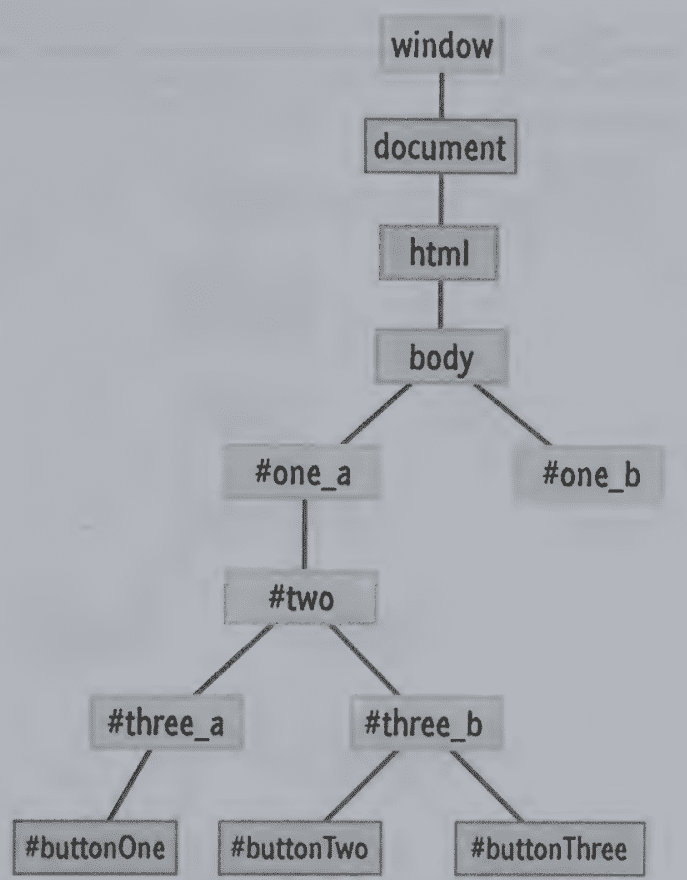 window
document
html
body
#one_a
#one_b
#two
#three_a
#three_b
#buttonOne
#buttonTwo
#buttonThree